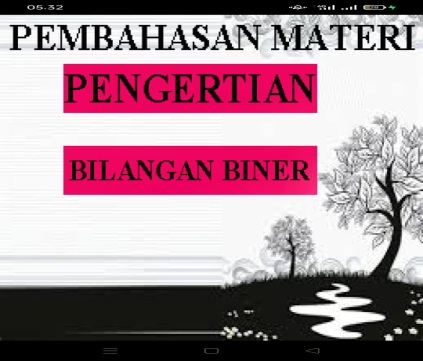 05.32
PEMBAHASAN MATERI
PENGERTIAN
BILANGAN BINER